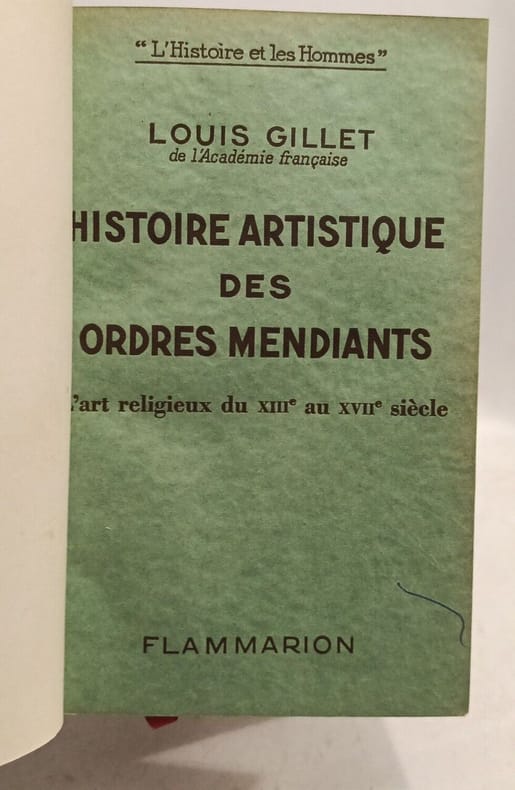 “L'Histoire et les Hommes”
LOUIS GILLET
de l'Académie française
HISTOIRE ARTISTIQUE
DES
ORDRES MENDIANTS
L'art religieux du XIIIe au XVIIe siècle
FLAMMARION